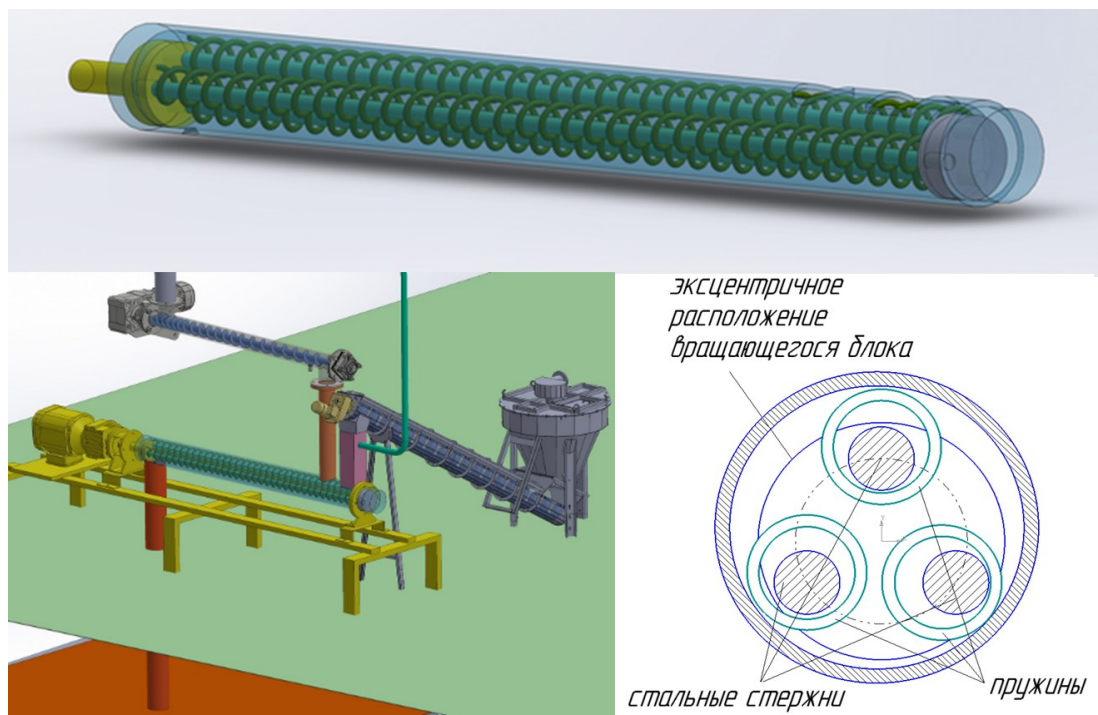 эксцентричное
расположение
вращающегося блока
стальные стержни
пружины